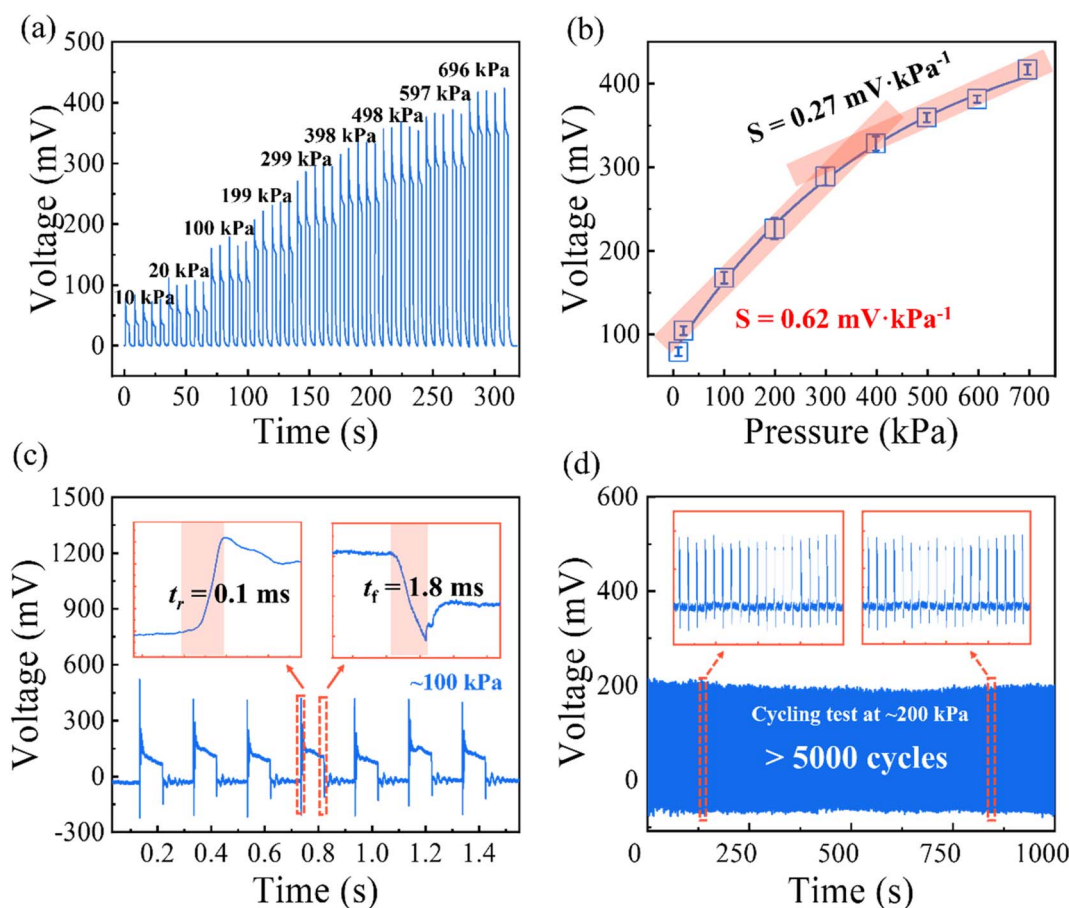 (a)
500
400
300
200
100
0
Voltage (mV)
10 kPa
20 kPa
100 kPa
199 kPa
299 kPa
398 kPa
498 kPa
597 kPa
696 kPa
0 50 100 150 200 250 300
Time (s)
(b)
400
300
200
100
Voltage (mV)
S = 0.27 mV·kPa⁻¹
S = 0.62 mV·kPa⁻¹
0 100 200 300 400 500 600 700
Pressure (kPa)
(c)
1500
1200
900
600
300
0
-300
Voltage (mV)
tᵣ = 0.1 ms
t_f = 1.8 ms
~100 kPa
0.2 0.4 0.6 0.8 1.0 1.2 1.4
Time (s)
(d)
600
400
200
0
Voltage (mV)
Cycling test at ~200 kPa
> 5000 cycles
0 250 500 750 1000
Time (s)